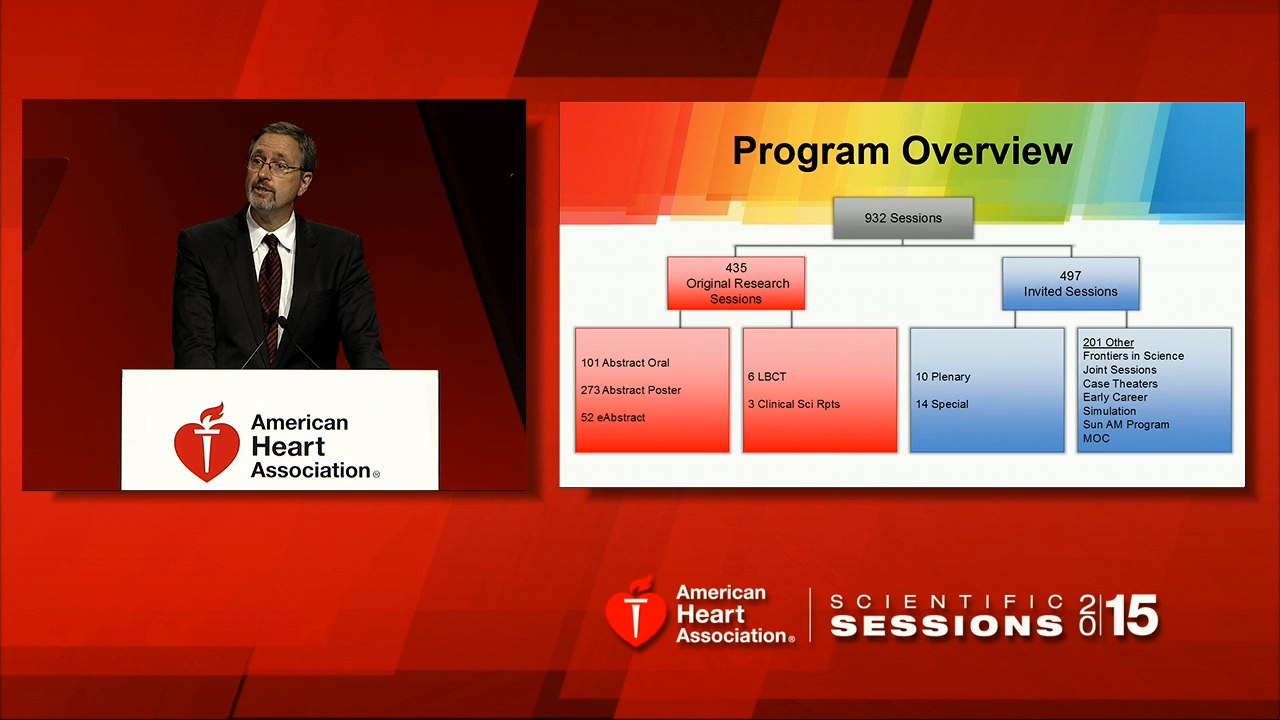 American
Heart
Association®
Program Overview
932 Sessions
435
Original Research
Sessions
497
Invited Sessions
101 Abstract Oral
273 Abstract Poster
52 eAbstract
6 LBCT
3 Clinical Sci Rpts
10 Plenary
14 Special
201 Other
Frontiers in Science
Joint Sessions
Case Theaters
Early Career
Simulation
Sun AM Program
MOC
American
Heart
Association®
SCIENTIFIC
SESSIONS 2015